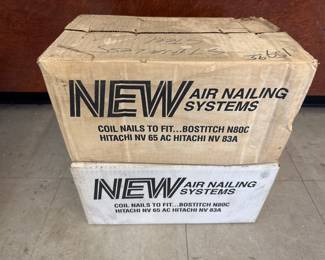 NEW AIR NAILING
SYSTEMS
COIL NAILS TO FIT...BOSTITCH N80C
HITACHI NV 65 AC HITACHI NV 83A
NEW AIR NAILING
SYSTEMS
COIL NAILS TO FIT...BOSTITCH N80C
HITACHI NV 65 AC HITACHI NV 83A